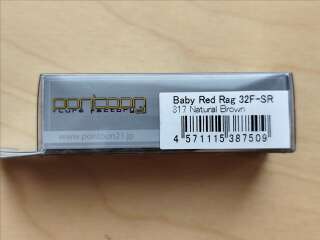 pontoon
Lure Factory
www.pontoon21.jp
Baby Red Rag 32F-SR
317 Natural Brown
4 571115 387509